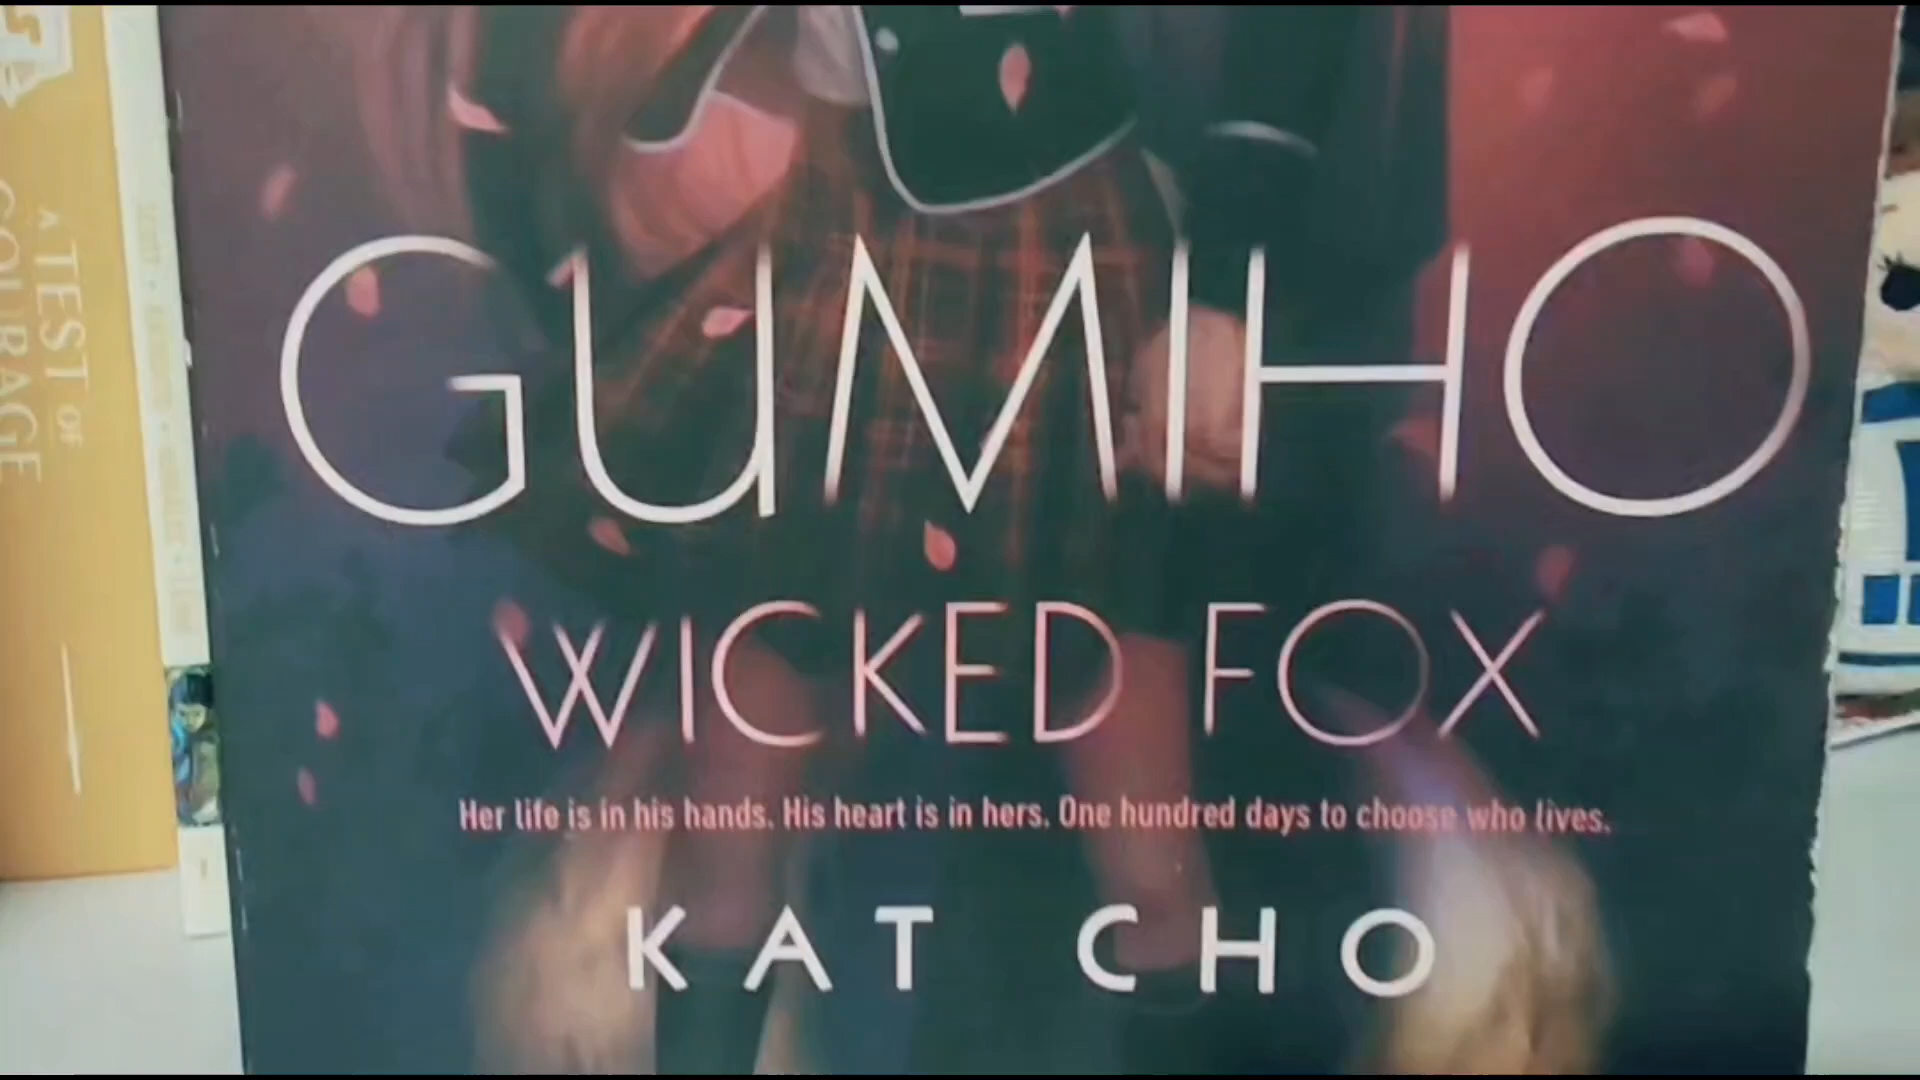 GUMIHO
WICKED FOX
Her life is in his hands. His heart is in hers. One hundred days to choose who lives.
KAT CHO
A TEST OF
COURAGE